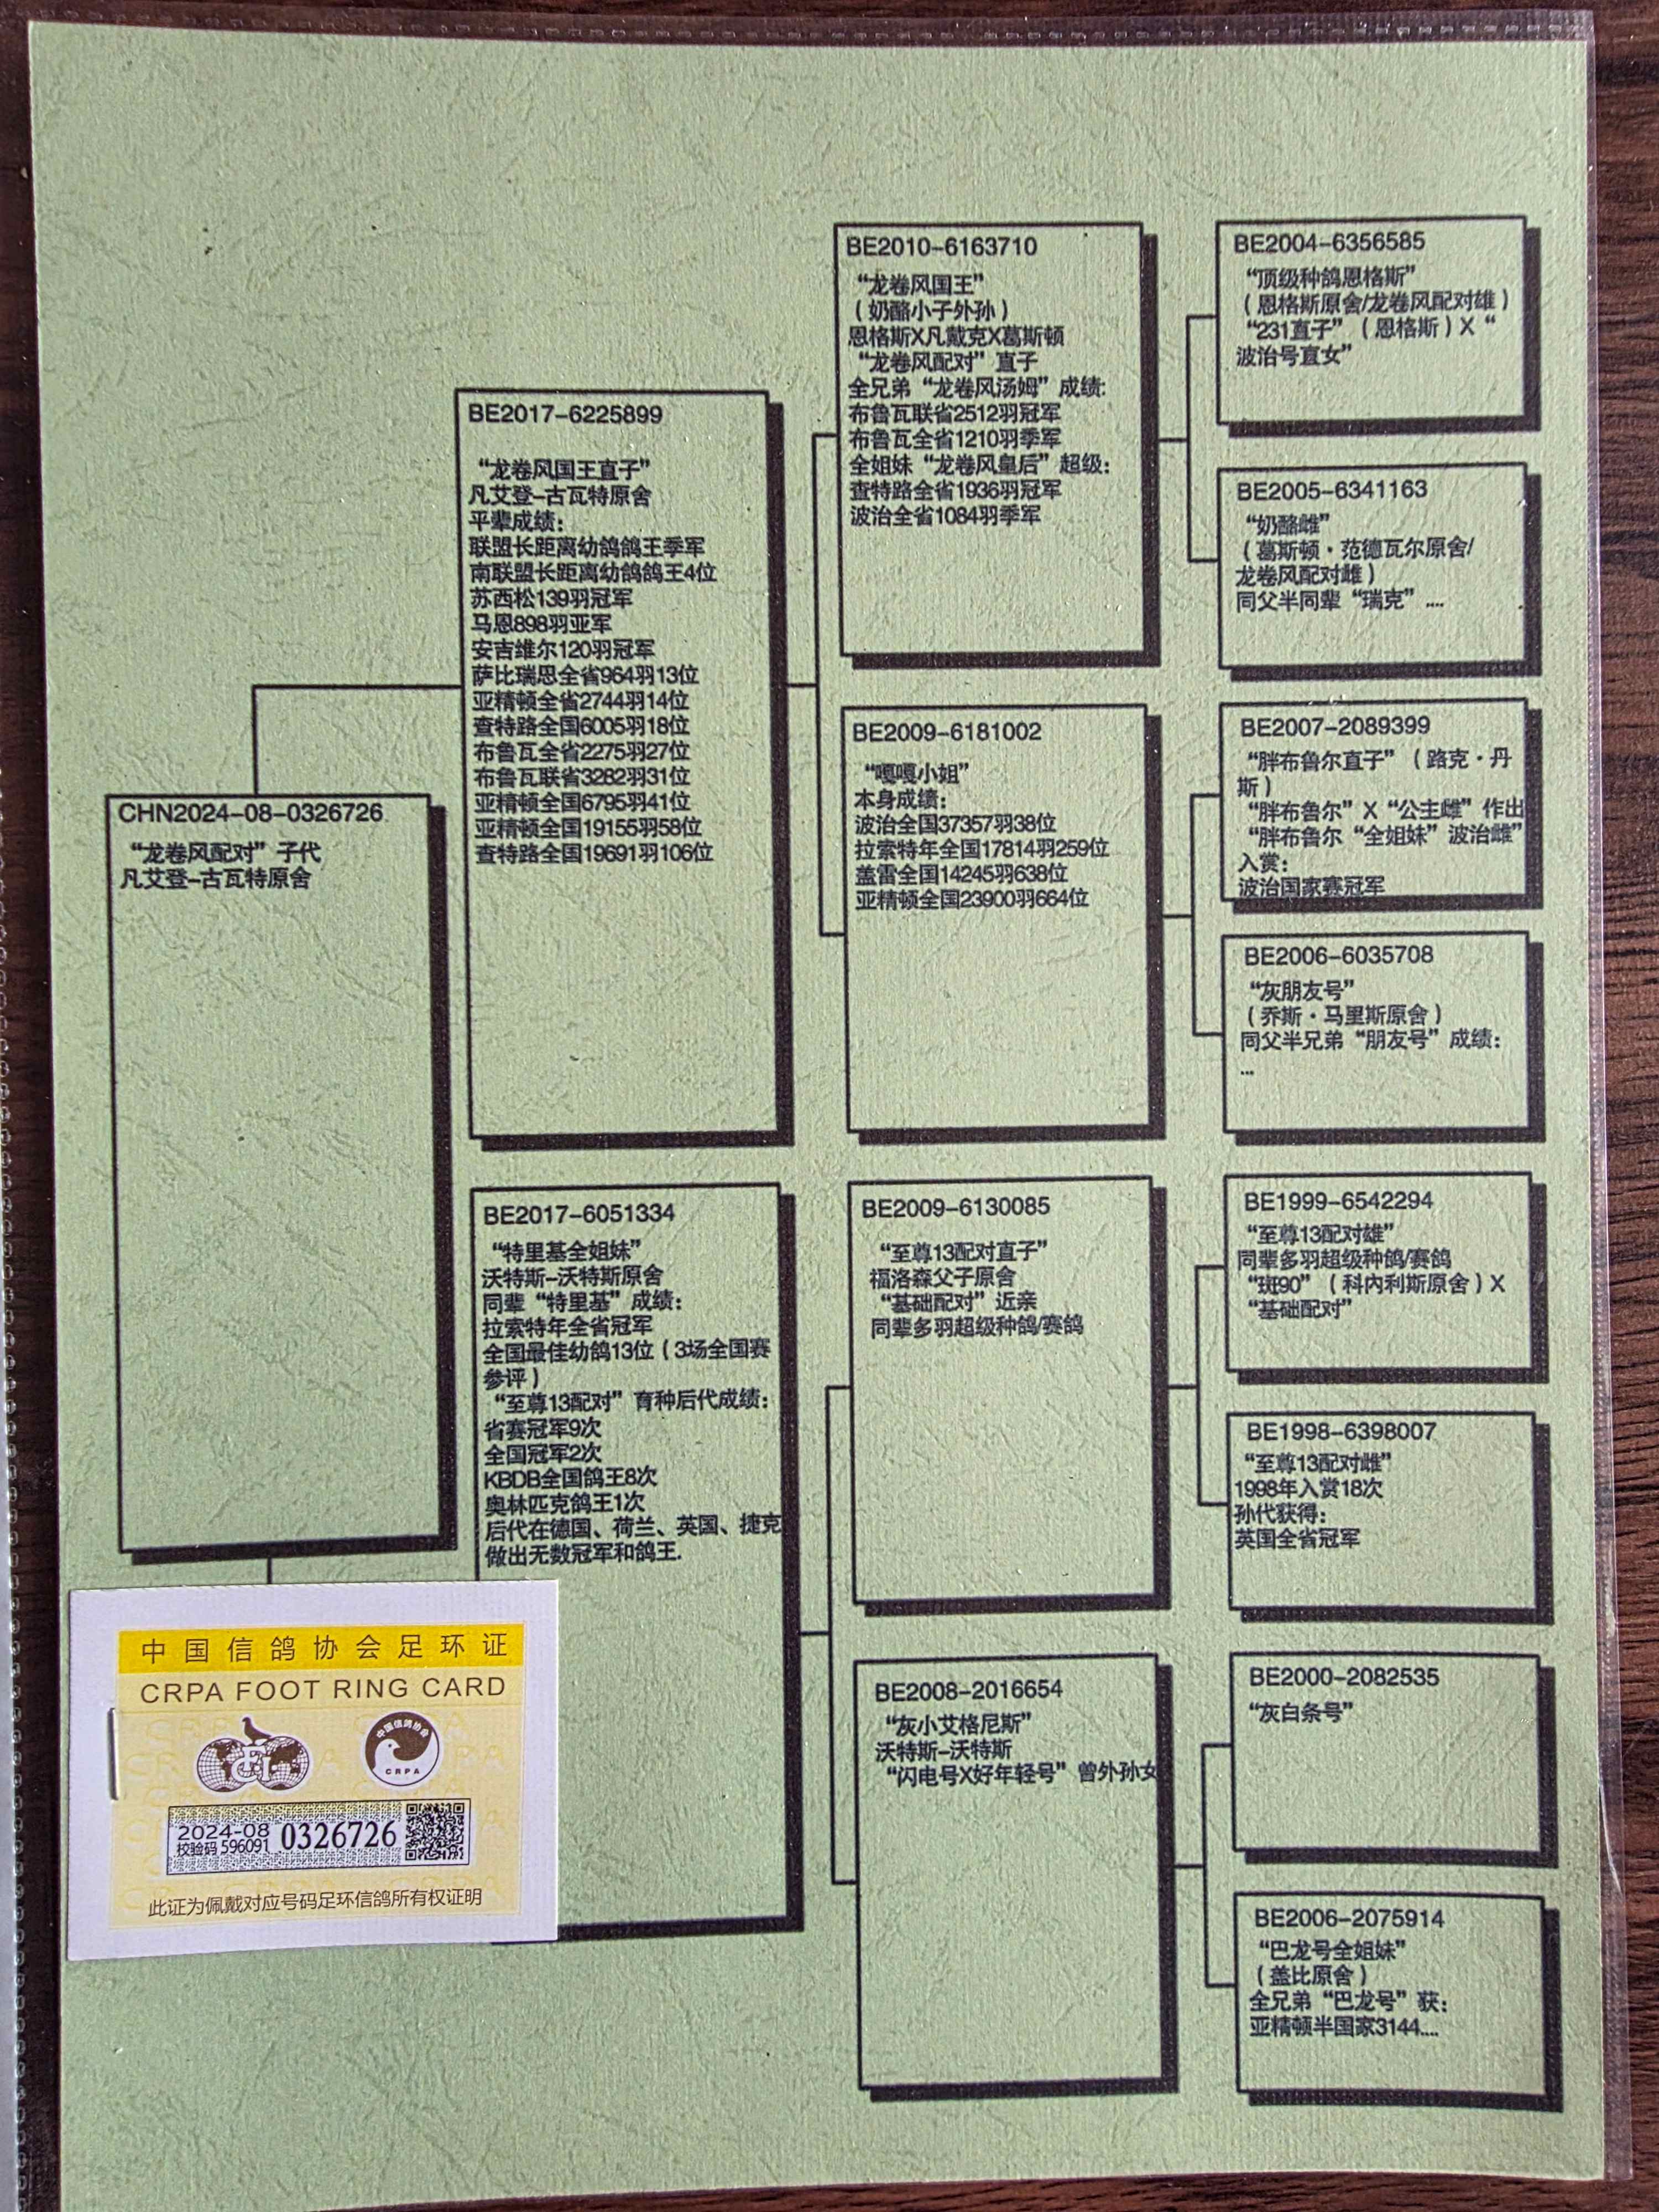 CHN2024-08-0326726
“龙卷风配对”子代
凡艾登-古瓦特原舍
BE2017-6225899
“龙卷风国王直子”
凡艾登-古瓦特原舍
平辈成绩：
联盟长距离幼鸽鸽王季军
南联盟长距离幼鸽鸽王4位
苏西松139羽冠军
马恩898羽亚军
安吉维尔120羽冠军
萨比瑞恩全省964羽13位
亚精顿全省2744羽14位
查特路全国6005羽18位
布鲁瓦全省2275羽27位
布鲁瓦联省3282羽31位
亚精顿全国6795羽41位
亚精顿全国19155羽58位
查特路全国19691羽106位
BE2017-6051334
“特里基全姐妹”
沃特斯-沃特斯原舍
同辈“特里基”成绩：
拉索特年全省冠军
全国最佳幼鸽13位（3场全国赛
参评）
“至尊13配对”育种后代成绩：
省赛冠军9次
全国冠军2次
KBDB全国鸽王8次
奥林匹克鸽王1次
后代在德国、荷兰、英国、捷克
做出无数冠军和鸽王.
BE2010-6163710
“龙卷风国王”
（奶酪小子外孙）
恩格斯X凡戴克X葛斯顿
“龙卷风配对”直子
全兄弟“龙卷风汤姆”成绩：
布鲁瓦联省2512羽冠军
布鲁瓦全省1210羽季军
全姐妹“龙卷风皇后”超级：
查特路全省1936羽冠军
波治全省1084羽季军
BE2009-6181002
“嘎嘎小姐”
本身成绩：
波治全国37357羽38位
拉索特年全国17814羽259位
盖雷全国14245羽638位
亚精顿全国23900羽664位
BE2009-6130085
“至尊13配对直子”
福洛森父子原舍
“基础配对”近亲
同辈多羽超级种鸽/赛鸽
BE2008-2016654
“灰小艾格尼斯”
沃特斯-沃特斯
“闪电号X好年轻号”曾外孙女
BE2004-6356585
“顶级种鸽恩格斯”
（恩格斯原舍/龙卷风配对雄）
“231直子”（恩格斯）X“
波治号直女”
BE2005-6341163
“奶酪雌”
（葛斯顿·范德瓦尔原舍/
龙卷风配对雌）
同父半同辈“瑞克”....
BE2007-2089399
“胖布鲁尔直子”（路克·丹
斯）
“胖布鲁尔”X“公主雌”作出
“胖布鲁尔“全姐妹”波治雌”
入赏：
波治国家赛冠军
BE2006-6035708
“灰朋友号”
（乔斯·马里斯原舍）
同父半兄弟“朋友号”成绩：
...
BE1999-6542294
“至尊13配对雄”
同辈多羽超级种鸽/赛鸽
“斑90”（科内利斯原舍）X
“基础配对”
BE1998-6398007
“至尊13配对雌”
1998年入赏18次
孙代获得：
英国全省冠军
BE2000-2082535
“灰白条号”
BE2006-2075914
“巴龙号全姐妹”
（盖比原舍）
全兄弟“巴龙号”获：
亚精顿半国家3144....
中国信鸽协会足环证
CRPA FOOT RING CARD
中国信鸽协会
CRPA
2024-08
校验码 596091
0326726
此证为佩戴对应号码足环信鸽所有权证明